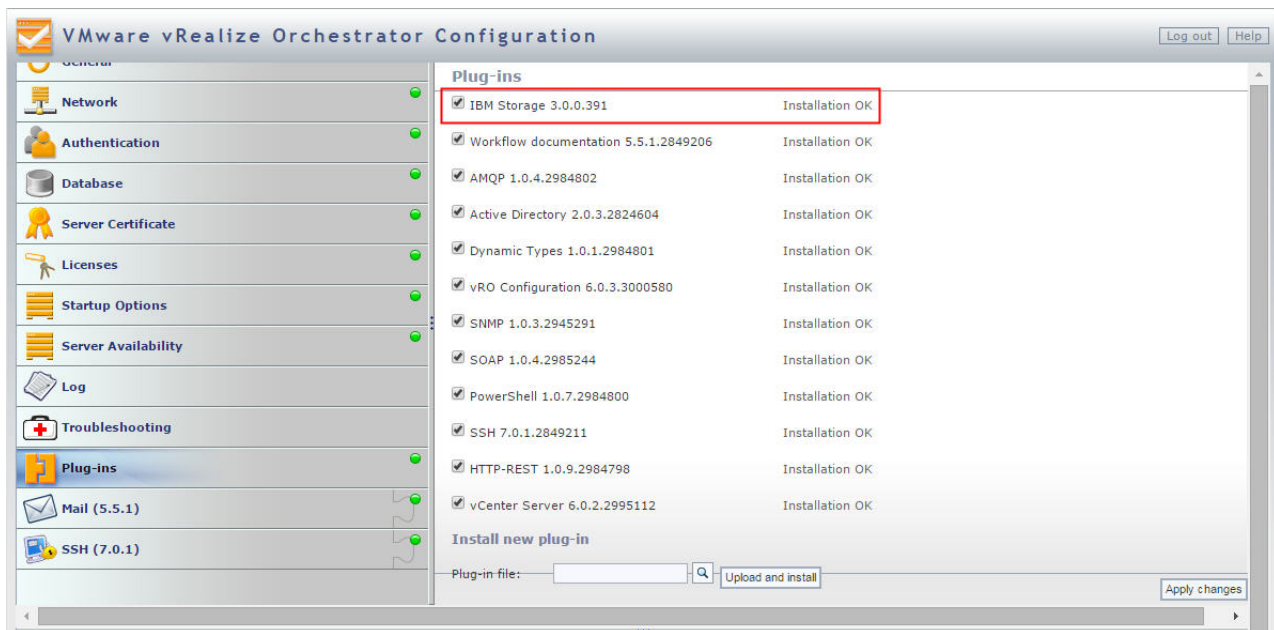 VMware vRealize Orchestrator Configuration
Log out
Help
General
Network
Authentication
Database
Server Certificate
Licenses
Startup Options
Server Availability
Log
Troubleshooting
Plug-ins
Mail (5.5.1)
SSH (7.0.1)
Plug-ins
IBM Storage 3.0.0.391 Installation OK
Workflow documentation 5.5.1.2849206 Installation OK
AMQP 1.0.4.2984802 Installation OK
Active Directory 2.0.3.2824604 Installation OK
Dynamic Types 1.0.1.2984801 Installation OK
vRO Configuration 6.0.3.3000580 Installation OK
SNMP 1.0.3.2945291 Installation OK
SOAP 1.0.4.2985244 Installation OK
PowerShell 1.0.7.2984800 Installation OK
SSH 7.0.1.2849211 Installation OK
HTTP-REST 1.0.9.2984798 Installation OK
vCenter Server 6.0.2.2995112 Installation OK
Install new plug-in
Plug-in file: Upload and install
Apply changes